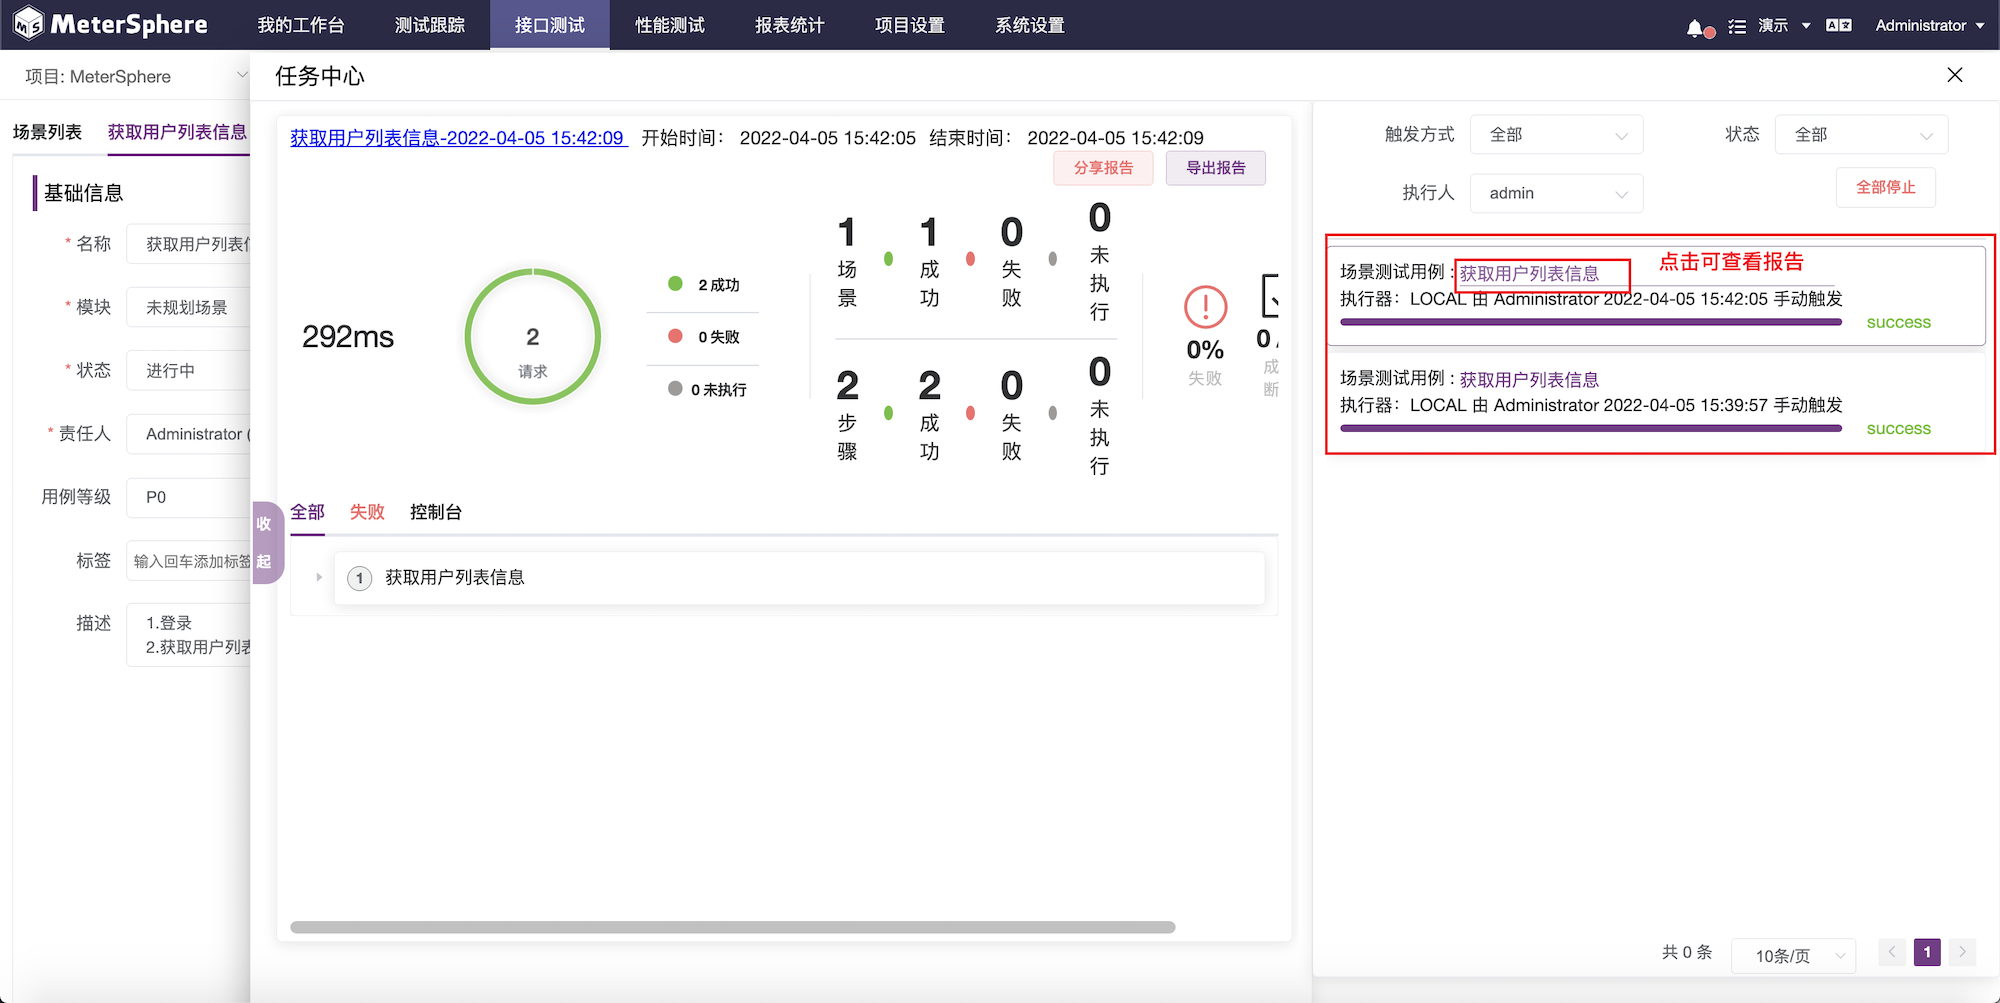 MeterSphere 我的工作台 测试跟踪 接口测试 性能测试 报表统计 项目设置 系统设置 演示 Administrator
项目: MeterSphere
任务中心
场景列表 获取用户列表信息
基础信息
* 名称 获取用户列表
* 模块 未规划场景
* 状态 进行中
* 责任人 Administrator (
用例等级 P0
标签 输入回车添加标签
描述 1.登录
2.获取用户列表
收起
获取用户列表信息-2022-04-05 15:42:09 开始时间: 2022-04-05 15:42:05 结束时间: 2022-04-05 15:42:09
分享报告 导出报告
292ms
2
请求
2 成功
0 失败
0 未执行
1 场景 1 成功 0 失败 0 未执行
2 步骤 2 成功 0 失败 0 未执行
0%
失败
0 /
成
断
全部 失败 控制台
1 获取用户列表信息
触发方式 全部 状态 全部
执行人 admin 全部停止
点击可查看报告
场景测试用例 : 获取用户列表信息
执行器: LOCAL 由 Administrator 2022-04-05 15:42:05 手动触发
success
场景测试用例 : 获取用户列表信息
执行器: LOCAL 由 Administrator 2022-04-05 15:39:57 手动触发
success
共 0 条 10条/页 1